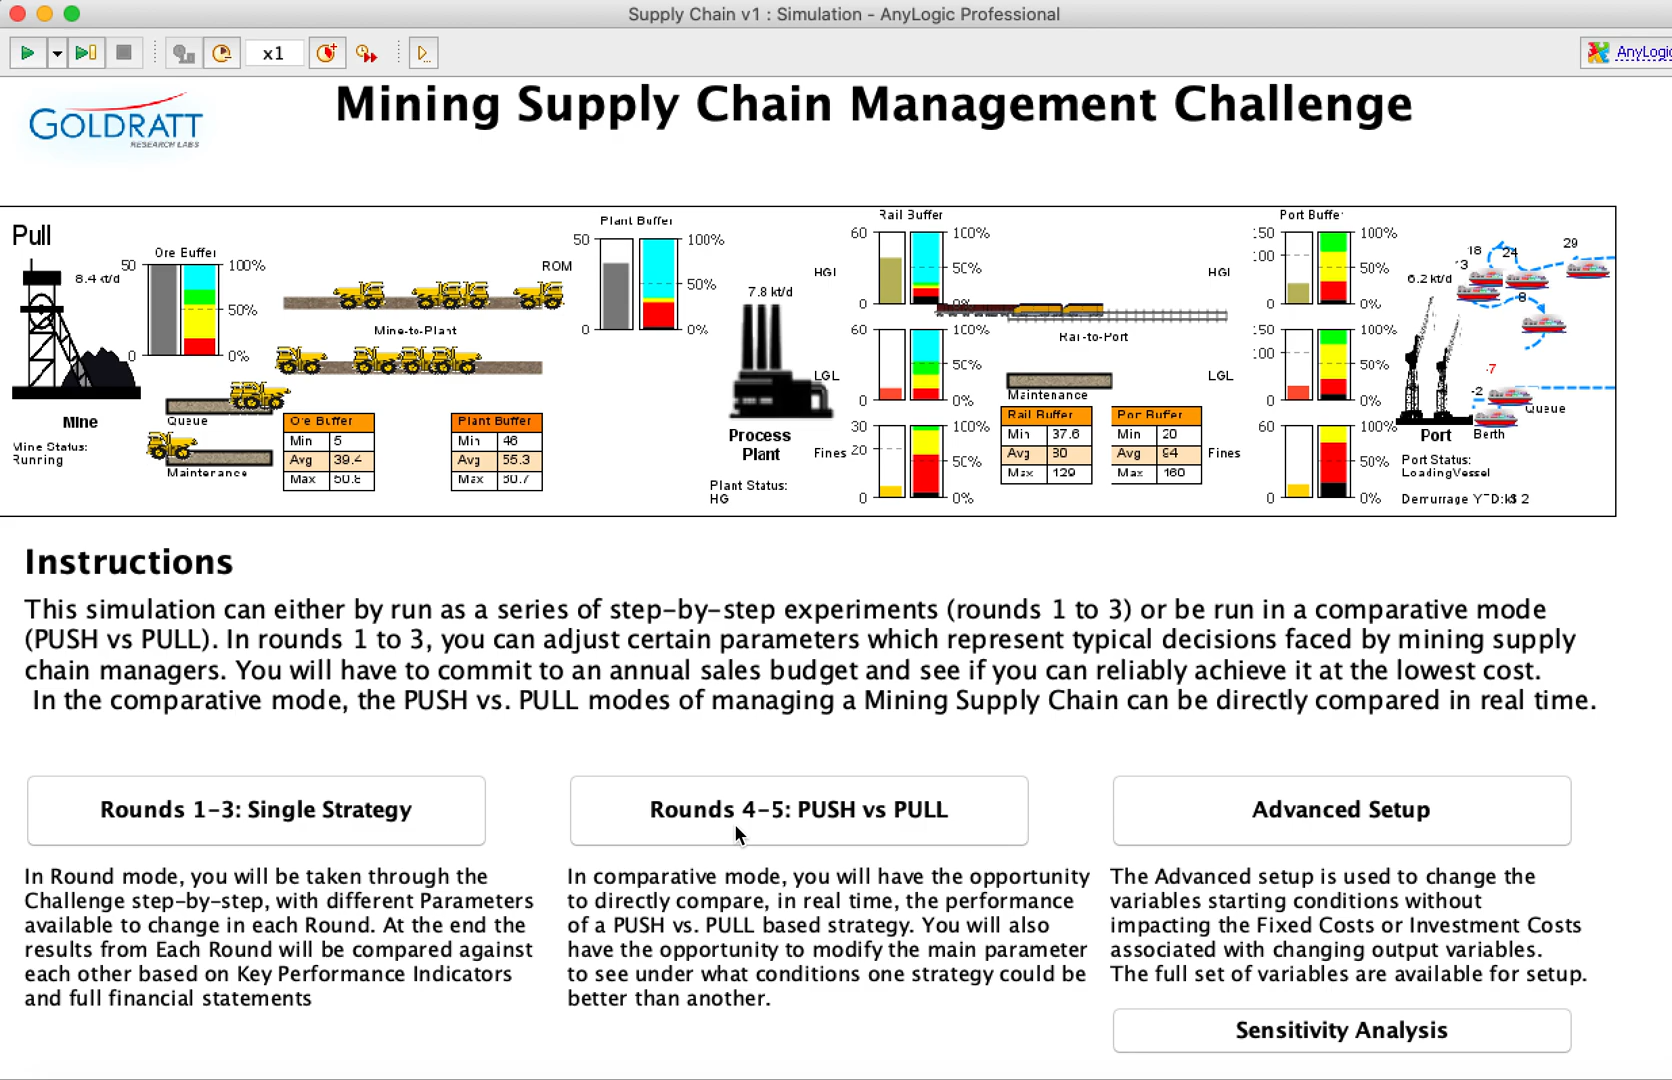 Supply Chain v1 : Simulation - AnyLogic Professional
x1
AnyLogic
GOLDRATT
RESEARCH LABS
Mining Supply Chain Management Challenge
Pull
8.4 kt/d
Mine
Mine Status:
Running
50
0
100%
50%
0%
Queue
Maintenance
Mine-to-Plant
Ore Buffer
Min 5
Avg 39.4
Max
ROM
Plant Buffer
50
0
100%
50%
0%
Plant Buffer
Min 46
Avg 55.3
Max
7.8 kt/d
Process
Plant
Plant Status:
HG
Rail Buffer
HGI
60
0
100%
50%
0%
LGL
60
0
100%
50%
0%
Fines
30
20
0
100%
50%
0%
Maintenance
Rail Buffer
Min 37.6
Avg 30
Max 129
Port Buffer
Min 20
Avg 94
Max 160
HGI
LGL
Fines
100%
50%
0%
100%
50%
0%
60
0
100%
50%
0%
6.2 kt/d
18
24
29
8
-7
-2
Queue
Port
Berth
Port Status:
LoadingVessel
Instructions
This simulation can either by run as a series of step-by-step experiments (rounds 1 to 3) or be run in a comparative mode
(PUSH vs PULL). In rounds 1 to 3, you can adjust certain parameters which represent typical decisions faced by mining supply
chain managers. You will have to commit to an annual sales budget and see if you can reliably achieve it at the lowest cost.
In the comparative mode, the PUSH vs. PULL modes of managing a Mining Supply Chain can be directly compared in real time.
Rounds 1-3: Single Strategy
In Round mode, you will be taken through the
Challenge step-by-step, with different Parameters
available to change in each Round. At the end the
results from Each Round will be compared against
each other based on Key Performance Indicators
and full financial statements
Rounds 4-5: PUSH vs PULL
In comparative mode, you will have the opportunity
to directly compare, in real time, the performance
of a PUSH vs. PULL based strategy. You will also
have the opportunity to modify the main parameter
to see under what conditions one strategy could be
better than another.
Advanced Setup
The Advanced setup is used to change the
variables starting conditions without
impacting the Fixed Costs or Investment Costs
associated with changing output variables.
The full set of variables are available for setup.
Sensitivity Analysis